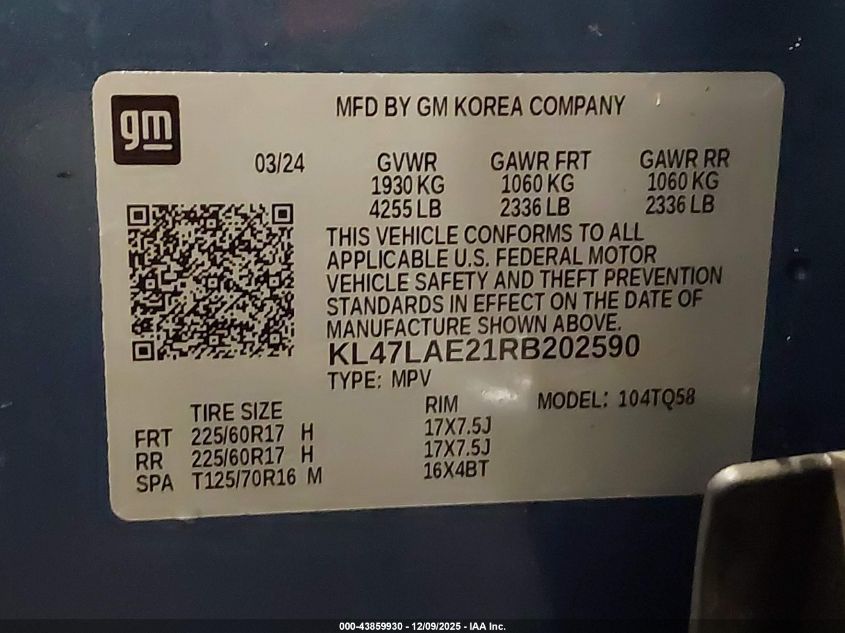 gm
MFD BY GM KOREA COMPANY
03/24 GVWR GAWR FRT GAWR RR
1930 KG 1060 KG 1060 KG
4255 LB 2336 LB 2336 LB
THIS VEHICLE CONFORMS TO ALL
APPLICABLE U.S. FEDERAL MOTOR
VEHICLE SAFETY AND THEFT PREVENTION
STANDARDS IN EFFECT ON THE DATE OF
MANUFACTURE SHOWN ABOVE.
KL47LAE21RB202590
TYPE: MPV
TIRE SIZE RIM MODEL: 104TQ58
FRT 225/60R17 H 17X7.5J
RR 225/60R17 H 17X7.5J
SPA T125/70R16 M 16X4BT
000-43859930 - 12/09/2025 - IAA Inc.